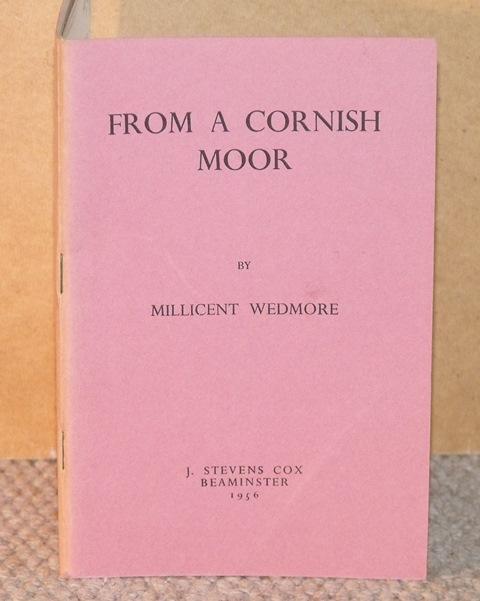 FROM A CORNISH
MOOR
BY
MILLICENT WEDMORE
J. STEVENS COX
BEAMINSTER
1956